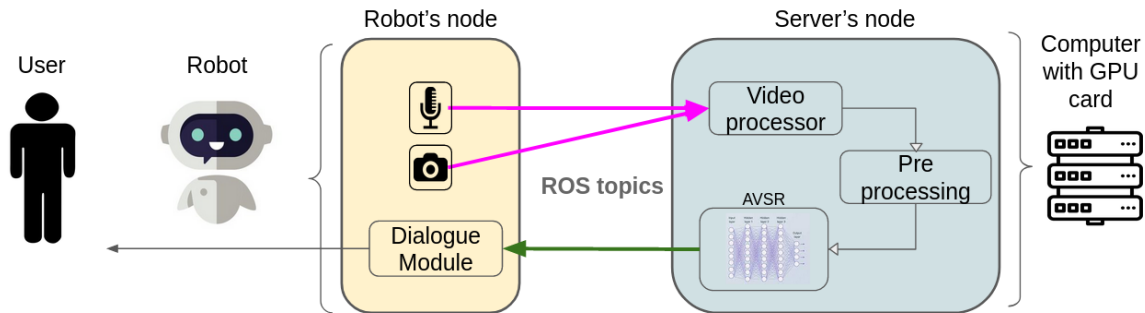 User
Robot
Robot's node
Server's node
Computer
with GPU
card
Video
processor
Pre
processing
ROS topics
AVSR
Dialogue
Module